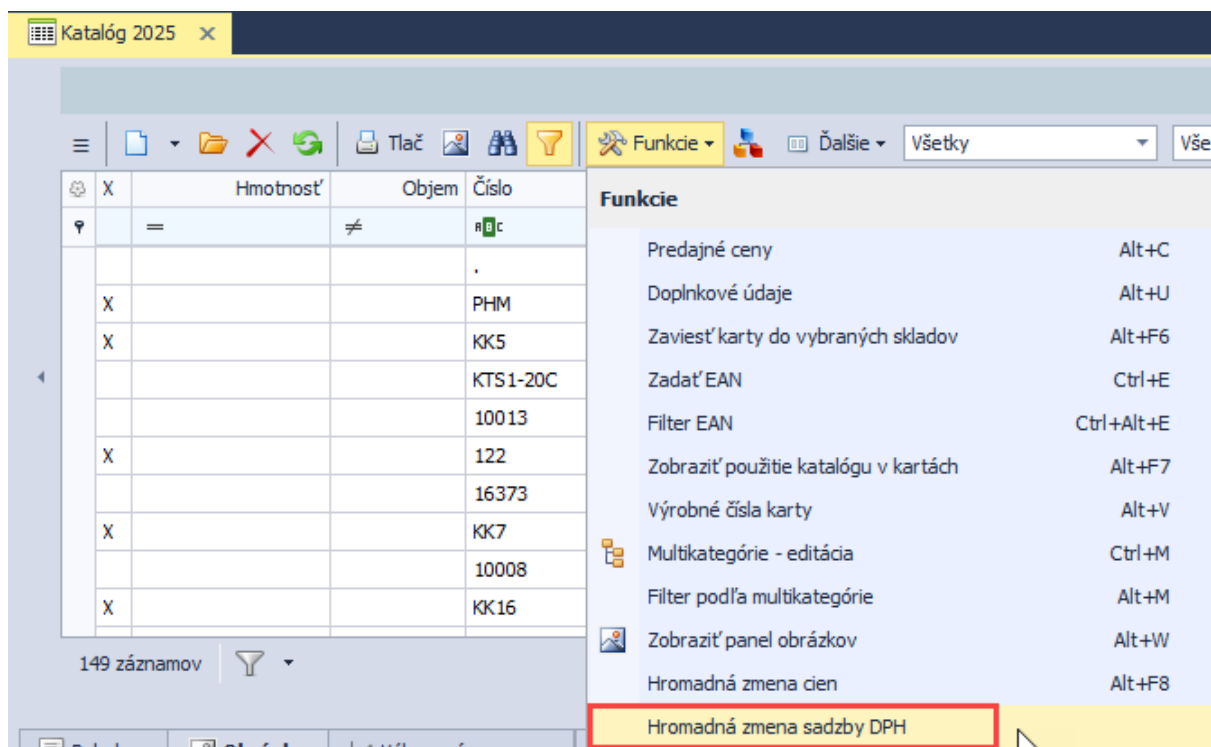 Katalóg 2025
Tlač Funkcie Ďalšie Všetky Vše
X Hmotnosť Objem Číslo
= ≠ ABC
.
X PHM
X KK5
KTS1-20C
10013
X 122
16373
X KK7
10008
X KK16
149 záznamov
Funkcie
Predajné ceny Alt+C
Doplnkové údaje Alt+U
Zaviesť karty do vybraných skladov Alt+F6
Zadať EAN Ctrl+E
Filter EAN Ctrl+Alt+E
Zobraziť použitie katalógu v kartách Alt+F7
Výrobné čísla karty Alt+V
Multikategórie - editácia Ctrl+M
Filter podľa multikategórie Alt+M
Zobraziť panel obrázkov Alt+W
Hromadná zmena cien Alt+F8
Hromadná zmena sadzby DPH